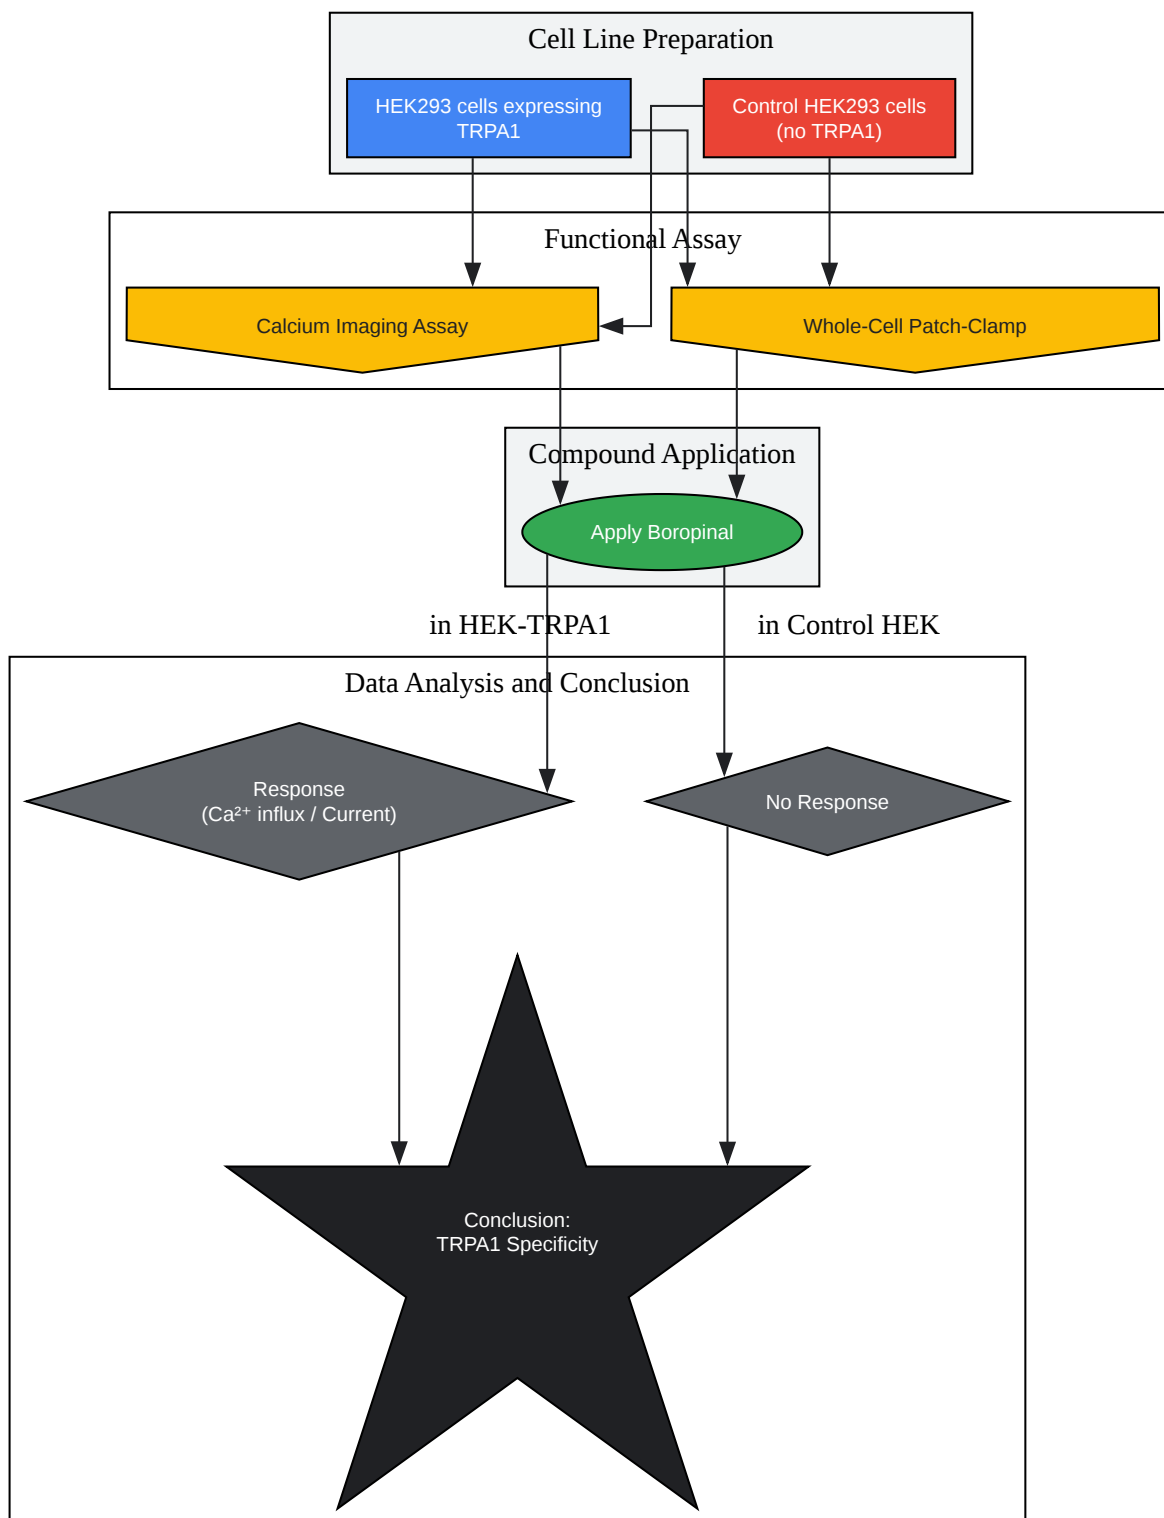 Cell Line Preparation
HEK293 cells expressing
TRPA1
Control HEK293 cells
(no TRPA1)
Functional Assay
Calcium Imaging Assay
Whole-Cell Patch-Clamp
Compound Application
Apply Boropinal
in HEK-TRPA1
in Control HEK
Data Analysis and Conclusion
Response
(Ca²⁺ influx / Current)
No Response
Conclusion:
TRPA1 Specificity